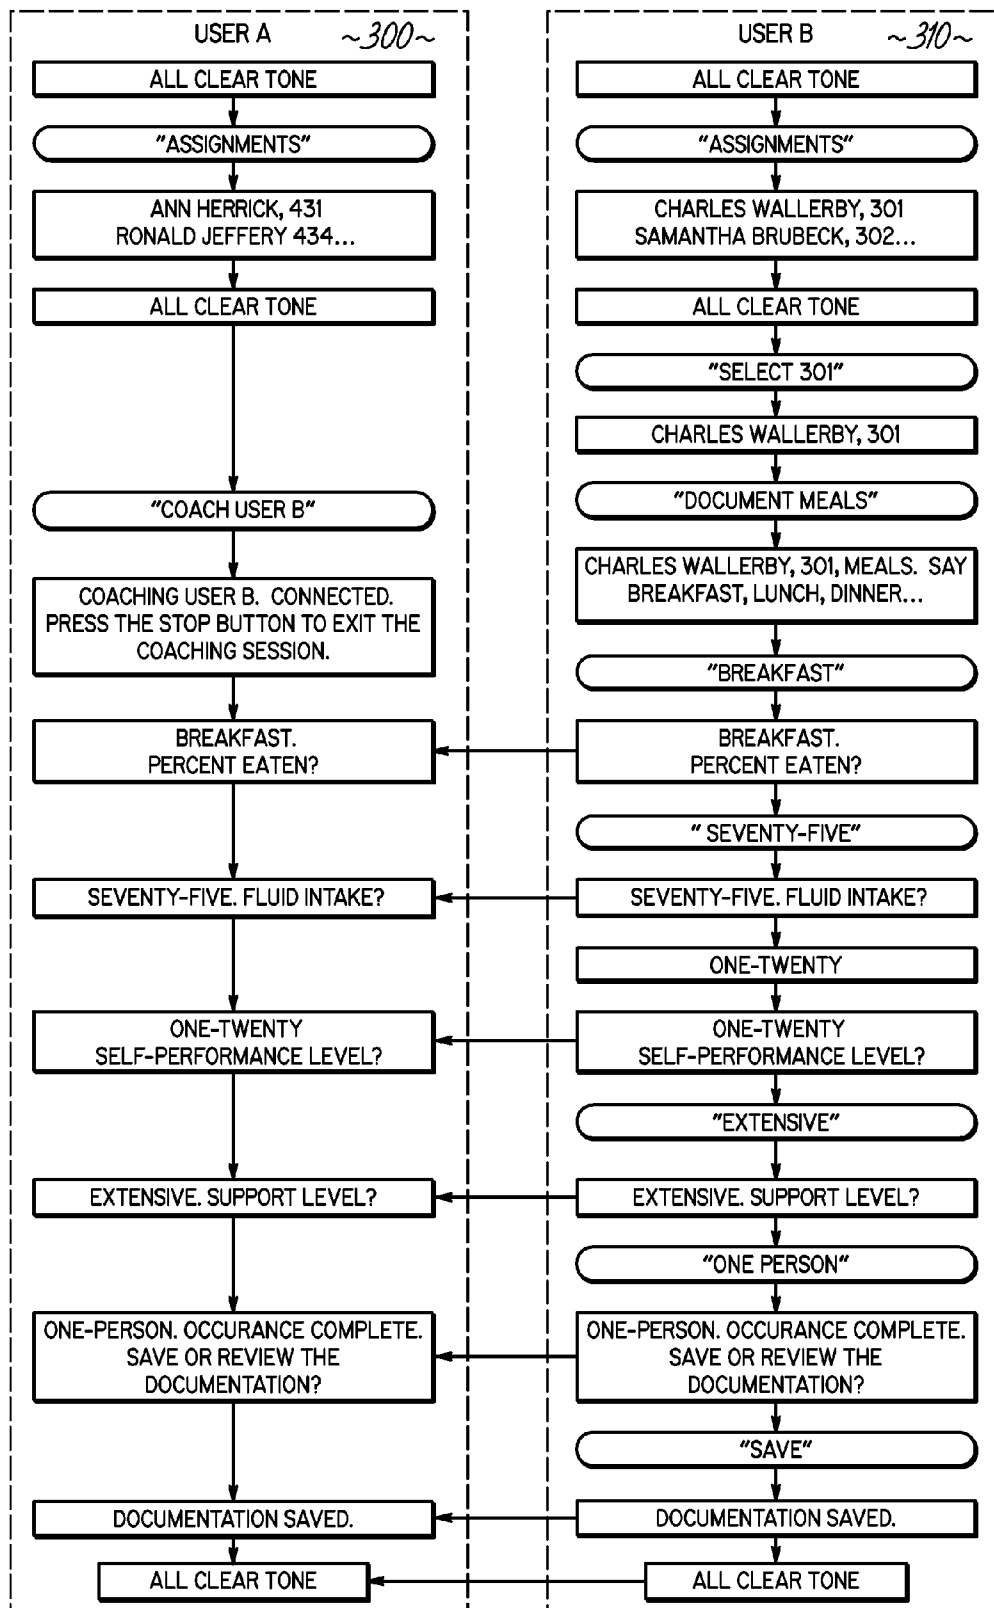 USER A
~300~
ALL CLEAR TONE
"ASSIGNMENTS"
ANN HERRICK, 431
RONALD JEFFERY 434...
ALL CLEAR TONE
"COACH USER B"
COACHING USER B. CONNECTED.
PRESS THE STOP BUTTON TO EXIT THE
COACHING SESSION.
BREAKFAST.
PERCENT EATEN?
SEVENTY-FIVE. FLUID INTAKE?
ONE-TWENTY
SELF-PERFORMANCE LEVEL?
EXTENSIVE. SUPPORT LEVEL?
ONE-PERSON. OCCURANCE COMPLETE.
SAVE OR REVIEW THE
DOCUMENTATION?
DOCUMENTATION SAVED.
ALL CLEAR TONE
USER B
~310~
ALL CLEAR TONE
"ASSIGNMENTS"
CHARLES WALLERBY, 301
SAMANTHA BRUBECK, 302...
ALL CLEAR TONE
"SELECT 301"
CHARLES WALLERBY, 301
"DOCUMENT MEALS"
CHARLES WALLERBY, 301, MEALS. SAY
BREAKFAST, LUNCH, DINNER...
"BREAKFAST"
BREAKFAST.
PERCENT EATEN?
" SEVENTY-FIVE"
SEVENTY-FIVE. FLUID INTAKE?
ONE-TWENTY
ONE-TWENTY
SELF-PERFORMANCE LEVEL?
"EXTENSIVE"
EXTENSIVE. SUPPORT LEVEL?
"ONE PERSON"
ONE-PERSON. OCCURANCE COMPLETE.
SAVE OR REVIEW THE
DOCUMENTATION?
"SAVE"
DOCUMENTATION SAVED.
ALL CLEAR TONE